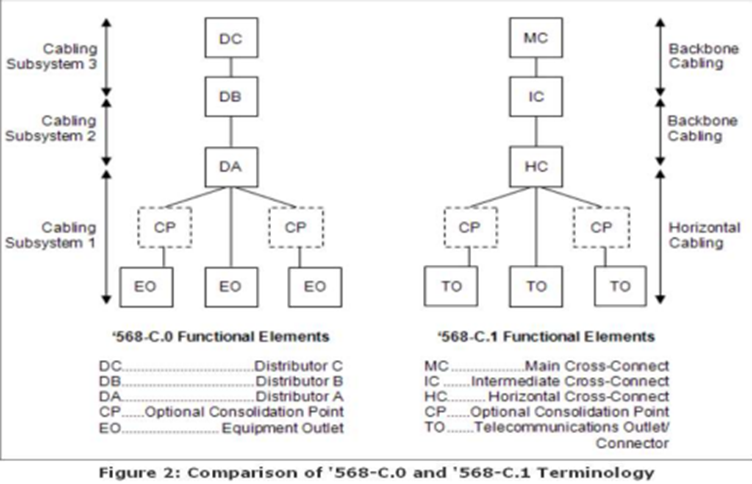 DC
MC
Cabling
Subsystem 3
Backbone
Cabling
DB
IC
Cabling
Subsystem 2
Backbone
Cabling
DA
HC
CP
CP
CP
CP
Cabling
Subsystem 1
Horizontal
Cabling
EO
EO
EO
TO
TO
TO
'568-C.0 Functional Elements
DC..............................Distributor C
DB..............................Distributor B
DA..............................Distributor A
CP.....Optional Consolidation Point
EO...................... Equipment Outlet
'568-C.1 Functional Elements
MC.................Main Cross-Connect
IC ......Intermediate Cross-Connect
HC..........Horizontal Cross-Connect
CP.....Optional Consolidation Point
TO......Telecommunications Outlet/
Connector
Figure 2: Comparison of '568-C.0 and '568-C.1 Terminology